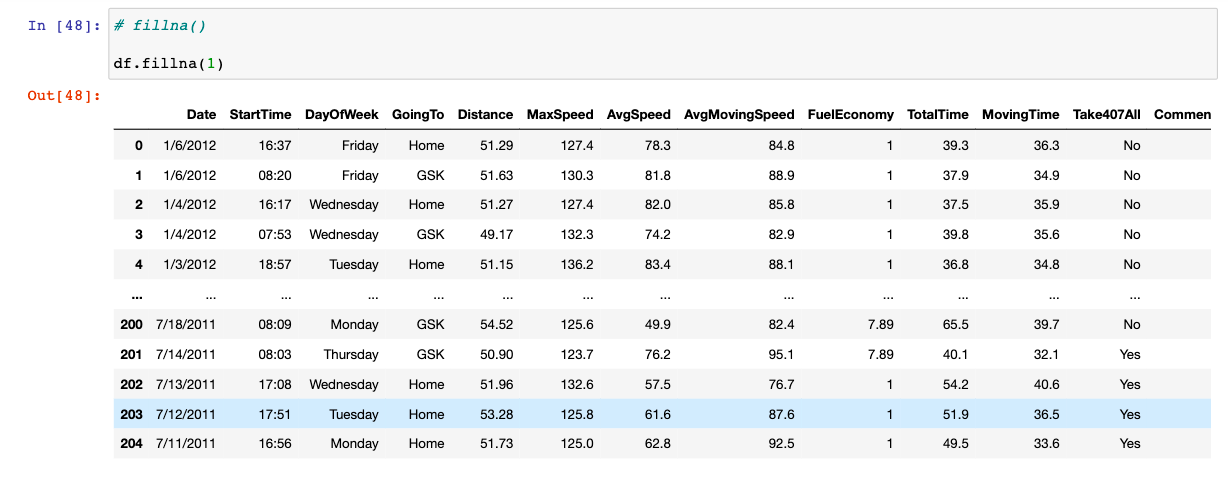 In [48]: # fillna()
df.fillna(1)
Out[48]:
Date StartTime DayOfWeek GoingTo Distance MaxSpeed AvgSpeed AvgMovingSpeed FuelEconomy TotalTime MovingTime Take407All Commen
0 1/6/2012 16:37 Friday Home 51.29 127.4 78.3 84.8 1 39.3 36.3 No
1 1/6/2012 08:20 Friday GSK 51.63 130.3 81.8 88.9 1 37.9 34.9 No
2 1/4/2012 16:17 Wednesday Home 51.27 127.4 82.0 85.8 1 37.5 35.9 No
3 1/4/2012 07:53 Wednesday GSK 49.17 132.3 74.2 82.9 1 39.8 35.6 No
4 1/3/2012 18:57 Tuesday Home 51.15 136.2 83.4 88.1 1 36.8 34.8 No
... ... ... ... ... ... ... ... ... ... ... ... ...
200 7/18/2011 08:09 Monday GSK 54.52 125.6 49.9 82.4 7.89 65.5 39.7 No
201 7/14/2011 08:03 Thursday GSK 50.90 123.7 76.2 95.1 7.89 40.1 32.1 Yes
202 7/13/2011 17:08 Wednesday Home 51.96 132.6 57.5 76.7 1 54.2 40.6 Yes
203 7/12/2011 17:51 Tuesday Home 53.28 125.8 61.6 87.6 1 51.9 36.5 Yes
204 7/11/2011 16:56 Monday Home 51.73 125.0 62.8 92.5 1 49.5 33.6 Yes